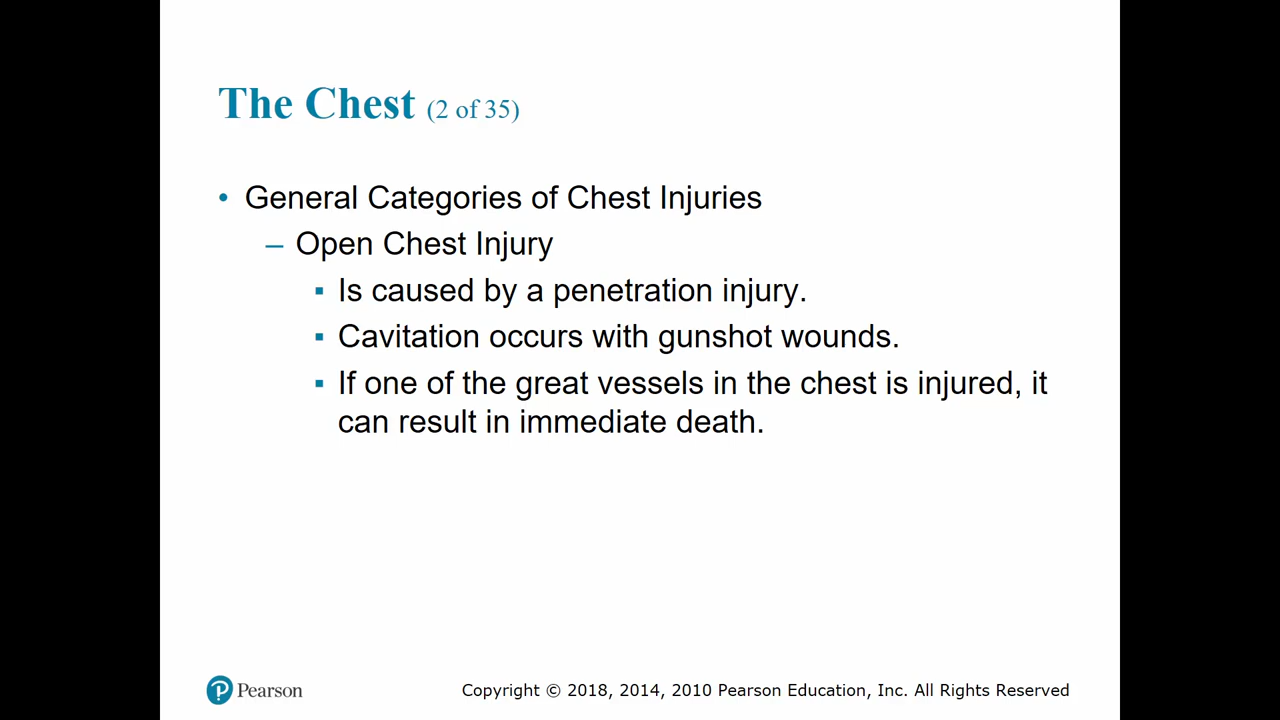 The Chest (2 of 35)
• General Categories of Chest Injuries
– Open Chest Injury
▪ Is caused by a penetration injury.
▪ Cavitation occurs with gunshot wounds.
▪ If one of the great vessels in the chest is injured, it
can result in immediate death.
Pearson
Copyright © 2018, 2014, 2010 Pearson Education, Inc. All Rights Reserved